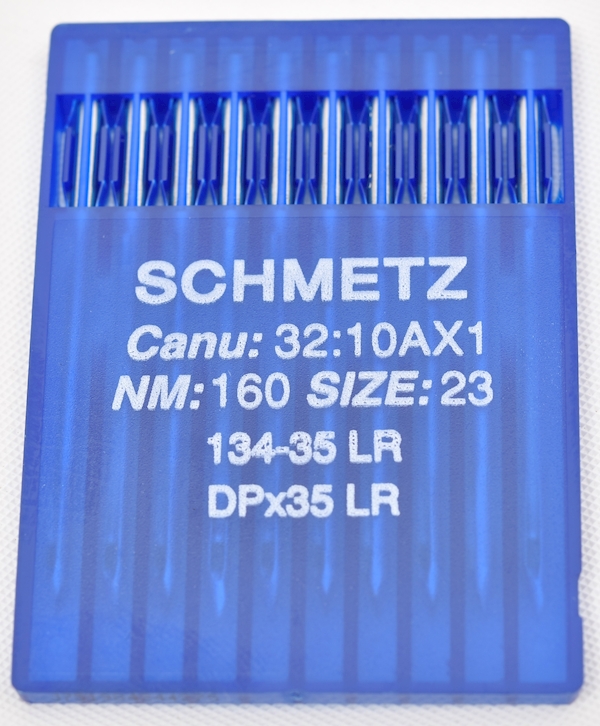 SCHMETZ
Canu: 32:10AX1
NM: 160 SIZE: 23
134-35 LR
DPx35 LR